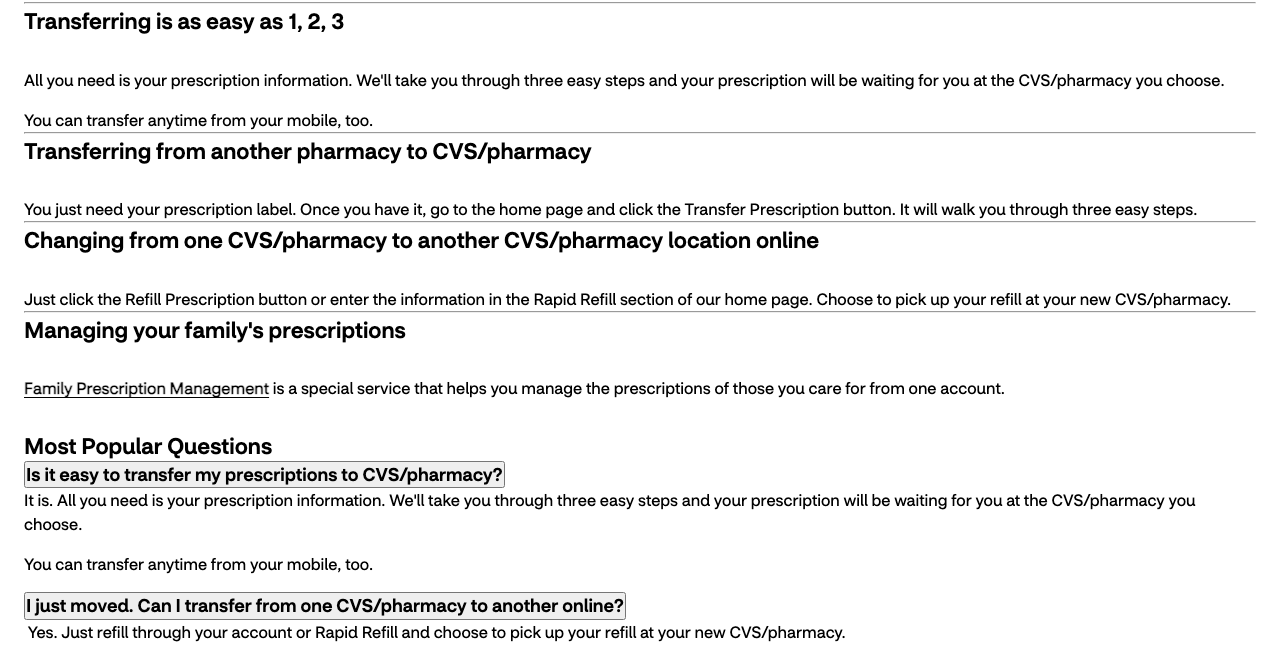 Transferring is as easy as 1, 2, 3
All you need is your prescription information. We'll take you through three easy steps and your prescription will be waiting for you at the CVS/pharmacy you choose.
You can transfer anytime from your mobile, too.
Transferring from another pharmacy to CVS/pharmacy
You just need your prescription label. Once you have it, go to the home page and click the Transfer Prescription button. It will walk you through three easy steps.
Changing from one CVS/pharmacy to another CVS/pharmacy location online
Just click the Refill Prescription button or enter the information in the Rapid Refill section of our home page. Choose to pick up your refill at your new CVS/pharmacy.
Managing your family's prescriptions
Family Prescription Management is a special service that helps you manage the prescriptions of those you care for from one account.
Most Popular Questions
Is it easy to transfer my prescriptions to CVS/pharmacy?
It is. All you need is your prescription information. We'll take you through three easy steps and your prescription will be waiting for you at the CVS/pharmacy you
choose.
You can transfer anytime from your mobile, too.
I just moved. Can I transfer from one CVS/pharmacy to another online?
Yes. Just refill through your account or Rapid Refill and choose to pick up your refill at your new CVS/pharmacy.